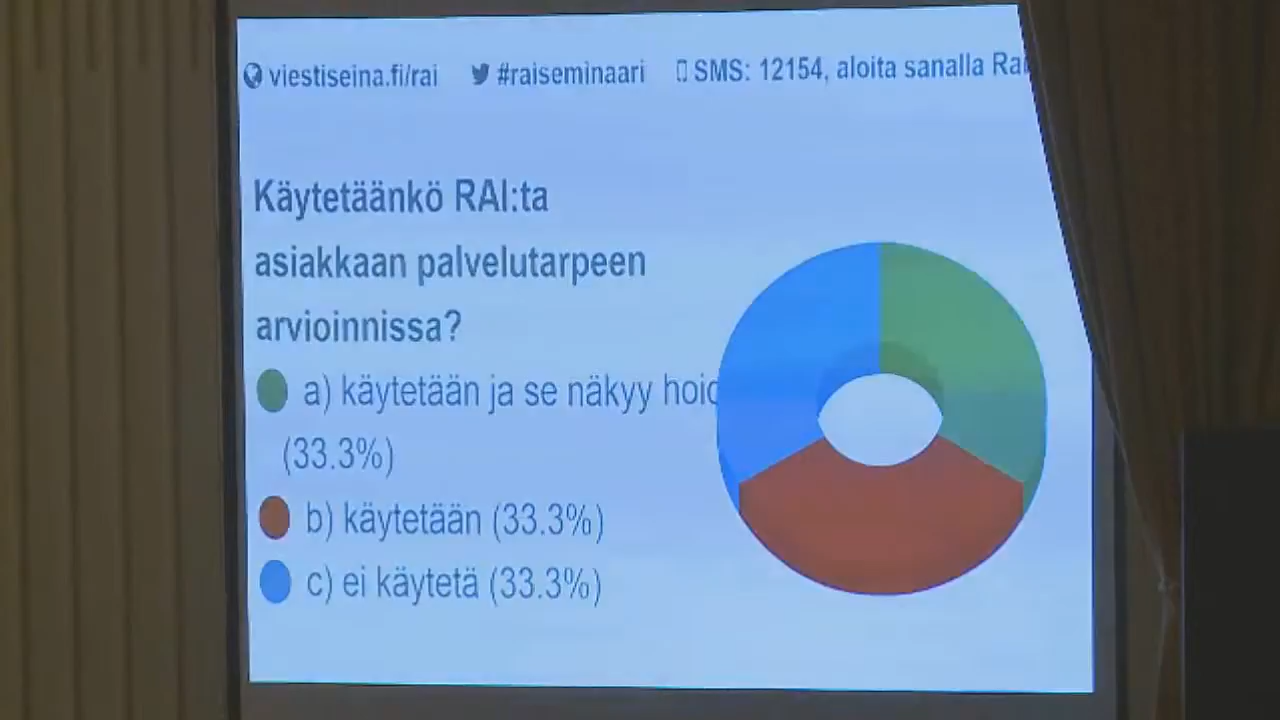 viestiseina.fi/rai #raiseminaari SMS: 12154, aloita sanalla Rai
Käytetäänkö RAI:ta
asiakkaan palvelutarpeen
arvioinnissa?
a) käytetään ja se näkyy
(33.3%)
b) käytetään (33.3%)
c) ei käytetä (33.3%)